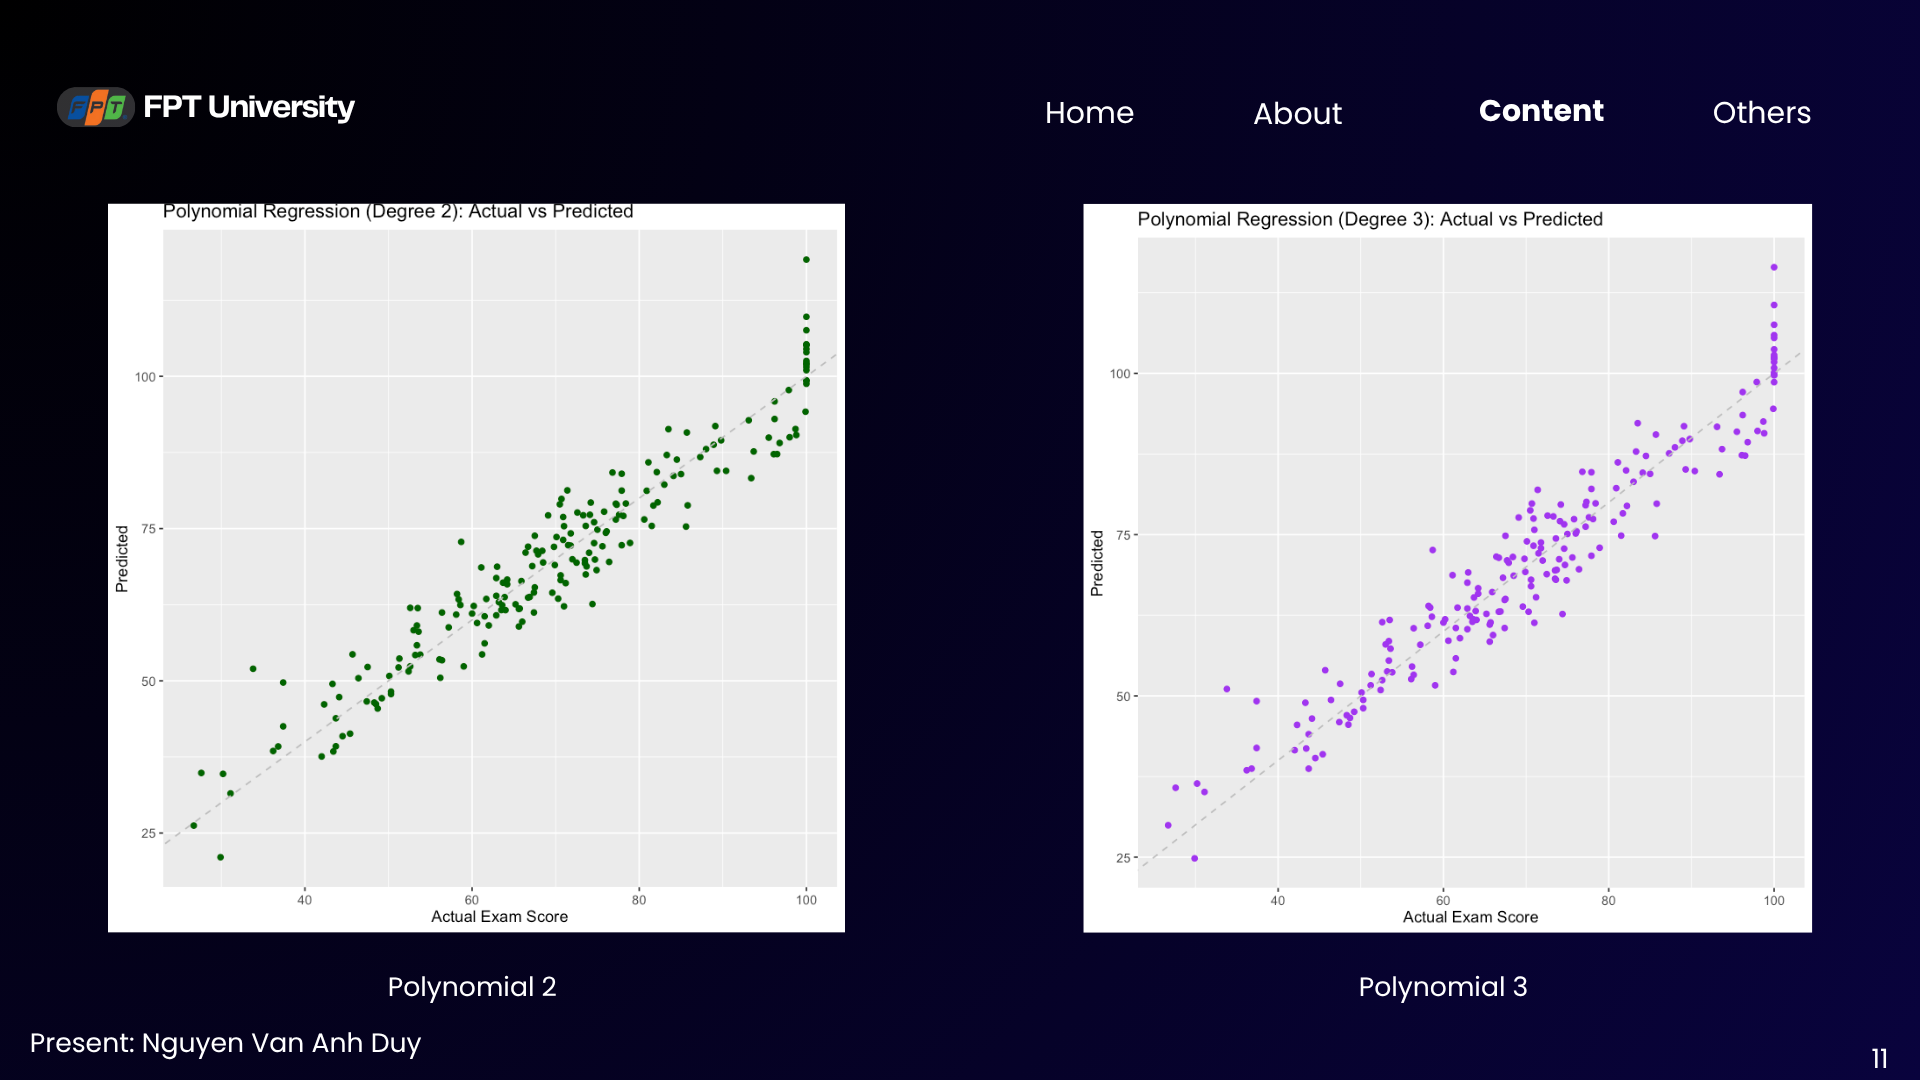 FPT FPT University
Home About Content Others
Polynomial Regression (Degree 2): Actual vs Predicted
Predicted
100
75
50
25
40 60 80 100
Actual Exam Score
Polynomial 2
Polynomial Regression (Degree 3): Actual vs Predicted
Predicted
100
75
50
25
40 60 80 100
Actual Exam Score
Polynomial 3
Present: Nguyen Van Anh Duy
11